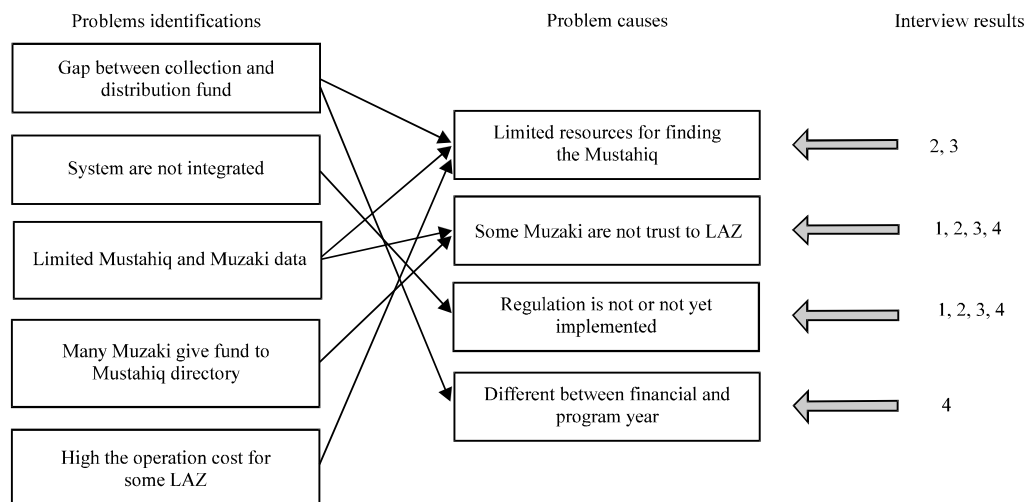 Problems identifications
Problem causes
Interview results
Gap between collection and
distribution fund
System are not integrated
Limited Mustahiq and Muzaki data
Many Muzaki give fund to
Mustahiq directory
High the operation cost for
some LAZ
Limited resources for finding
the Mustahiq
Some Muzaki are not trust to LAZ
Regulation is not or not yet
implemented
Different between financial and
program year
2, 3
1, 2, 3, 4
1, 2, 3, 4
4